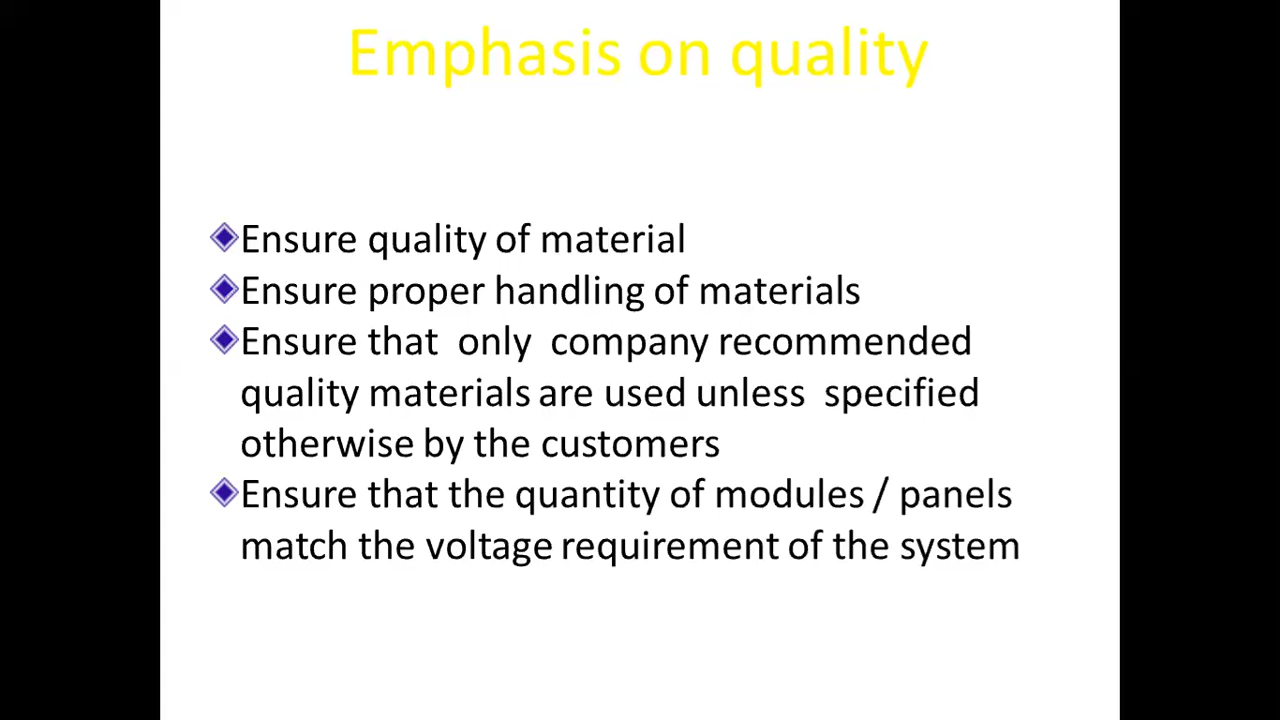 Emphasis on quality
Ensure quality of material
Ensure proper handling of materials
Ensure that only company recommended
quality materials are used unless specified
otherwise by the customers
Ensure that the quantity of modules / panels
match the voltage requirement of the system